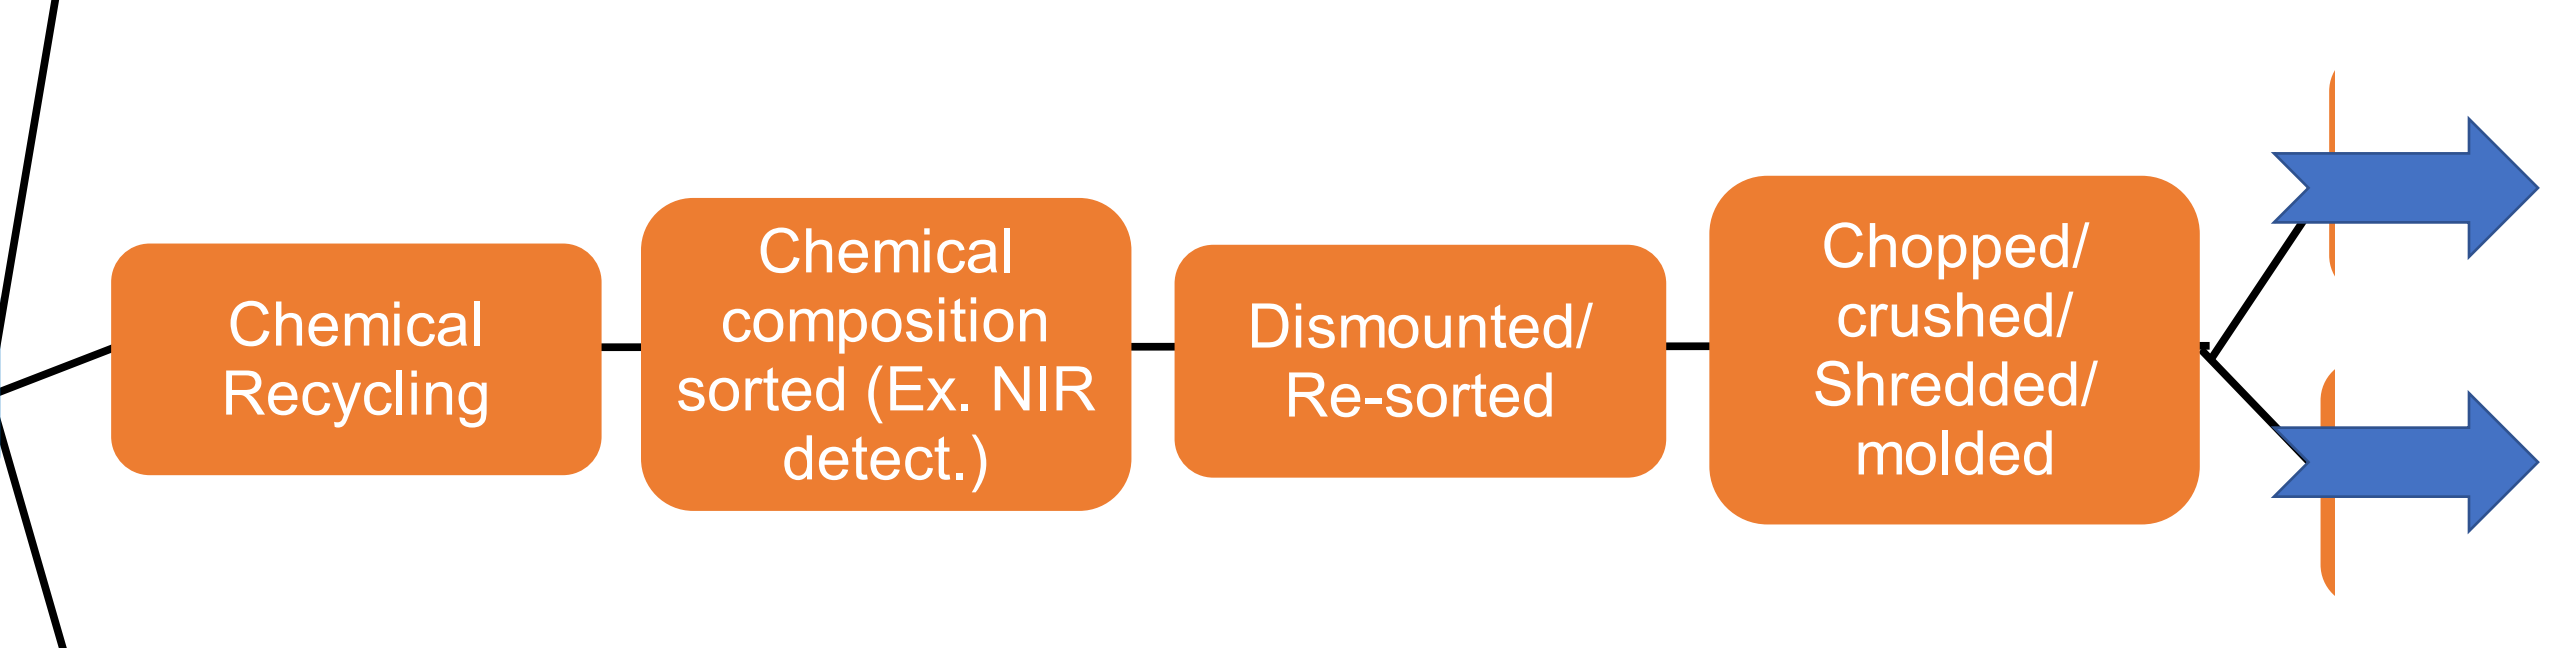 Chemical
Recycling
Chemical
composition
sorted (Ex. NIR
detect.)
Dismounted/
Re-sorted
Chopped/
crushed/
Shredded/
molded